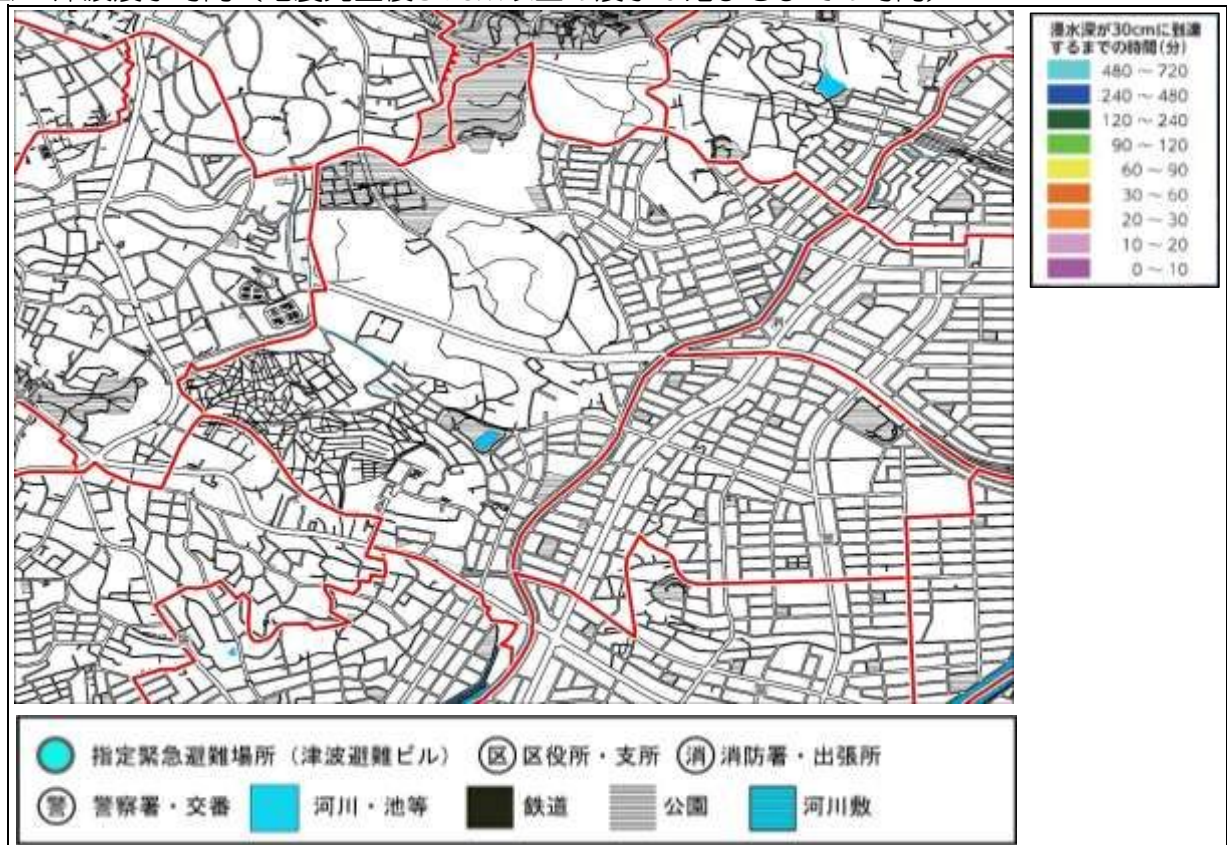 浸水深が30cmに到達
するまでの時間(分)
480 ～ 720
240 ～ 480
120 ～ 240
90 ～ 120
60 ～ 90
30 ～ 60
20 ～ 30
10 ～ 20
0 ～ 10
指定緊急避難場所（津波避難ビル） 区 区役所・支所 消 消防署・出張所
警 警察署・交番 河川・池等 鉄道 公園 河川敷